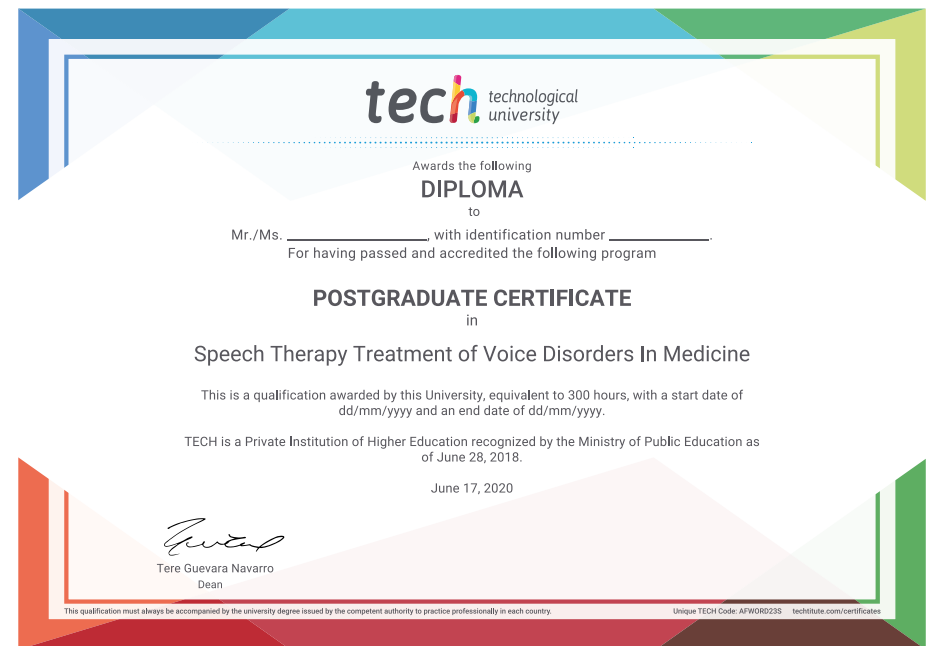 tech technological
university
Awards the following
DIPLOMA
to
Mr./Ms. ____________________, with identification number ______________.
For having passed and accredited the following program
POSTGRADUATE CERTIFICATE
in
Speech Therapy Treatment of Voice Disorders In Medicine
This is a qualification awarded by this University, equivalent to 300 hours, with a start date of
dd/mm/yyyy and an end date of dd/mm/yyyy.
TECH is a Private Institution of Higher Education recognized by the Ministry of Public Education as
of June 28, 2018.
June 17, 2020
Tere Guevara Navarro
Dean
This qualification must always be accompanied by the university degree issued by the competent authority to practice professionally in each country.
Unique TECH Code: AFWORD23S techtitute.com/certificates